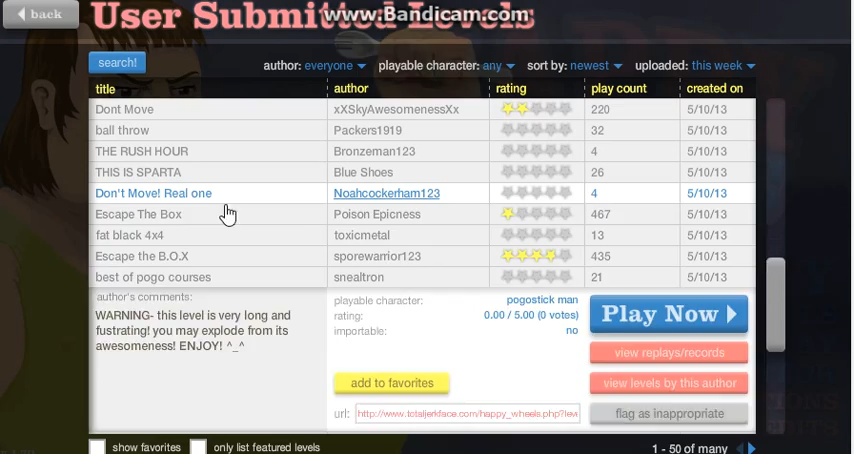 back
User Submitted Levels
www.Bandicam.com
search!
author: everyone playable character: any sort by: newest uploaded: this week
title author rating play count created on
Dont Move xXSkyAwesomenessXx 220 5/10/13
ball throw Packers1919 32 5/10/13
THE RUSH HOUR Bronzeman123 4 5/10/13
THIS IS SPARTA Blue Shoes 26 5/10/13
Don't Move! Real one Noahcockerham123 4 5/10/13
Escape The Box Poison Epicness 467 5/10/13
fat black 4x4 toxicmetal 13 5/10/13
Escape the B.O.X sporewarrior123 435 5/10/13
best of pogo courses snealtron 21 5/10/13
author's comments:
WARNING- this level is very long and
fustrating! you may explode from its
awesomeness! ENJOY! ^_^
playable character: pogostick man
rating: 0.00 / 5.00 (0 votes)
importable: no
add to favorites
url: http://www.totaljerkface.com/happy_wheels.php?lev
Play Now
view replays/records
view levels by this author
flag as inappropriate
show favorites only list featured levels 1 - 50 of many